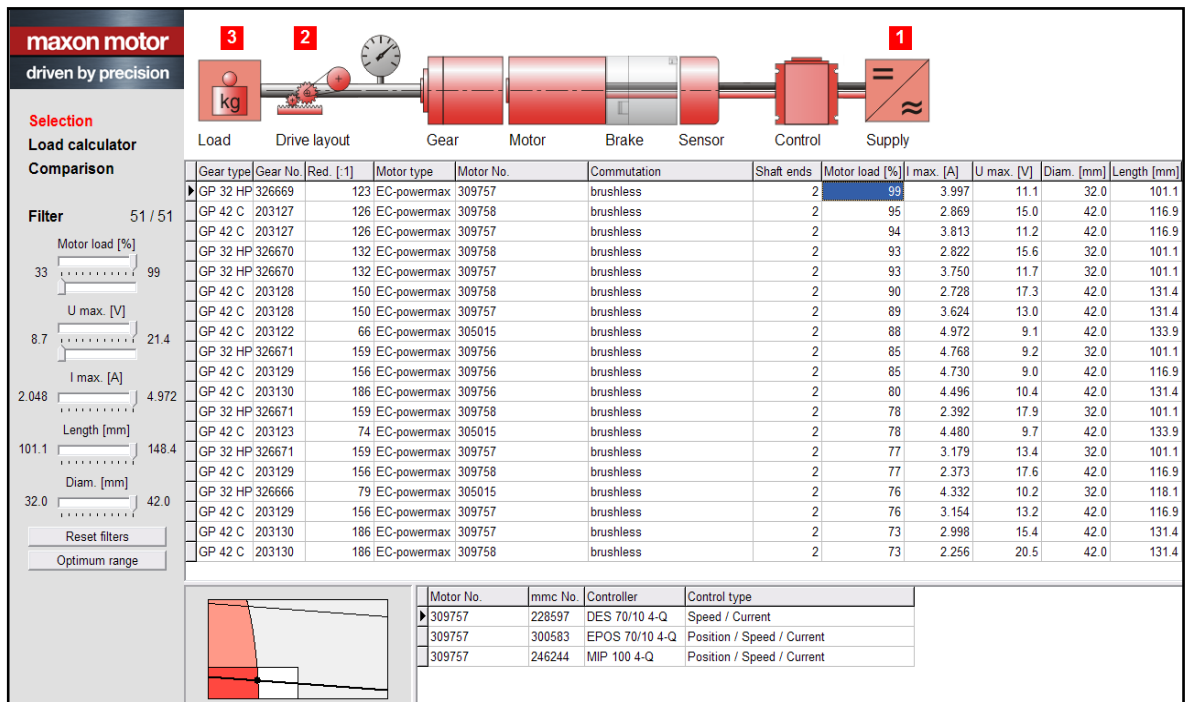 maxon motor
driven by precision
Selection
Load calculator
Comparison
Filter 51 / 51
Motor load [%]
33 99
U max. [V]
8.7 21.4
I max. [A]
2.048 4.972
Length [mm]
101.1 148.4
Diam. [mm]
32.0 42.0
Reset filters
Optimum range
3 2 1
kg
Load Drive layout Gear Motor Brake Sensor Control Supply
Gear type Gear No. Red. [:1] Motor type Motor No. Commutation Shaft ends Motor load [%] I max. [A] U max. [V] Diam. [mm] Length [mm]
GP 32 HP 326669 123 EC-powermax 309757 brushless 2 99 3.997 11.1 32.0 101.1
GP 42 C 203127 126 EC-powermax 309758 brushless 2 95 2.869 15.0 42.0 116.9
GP 42 C 203127 126 EC-powermax 309757 brushless 2 94 3.813 11.2 42.0 116.9
GP 32 HP 326670 132 EC-powermax 309758 brushless 2 93 2.822 15.6 32.0 101.1
GP 32 HP 326670 132 EC-powermax 309757 brushless 2 93 3.750 11.7 32.0 101.1
GP 42 C 203128 150 EC-powermax 309758 brushless 2 90 2.728 17.3 42.0 131.4
GP 42 C 203128 150 EC-powermax 309757 brushless 2 89 3.624 13.0 42.0 131.4
GP 42 C 203122 66 EC-powermax 305015 brushless 2 88 4.972 9.1 42.0 133.9
GP 32 HP 326671 159 EC-powermax 309756 brushless 2 85 4.768 9.2 32.0 101.1
GP 42 C 203129 156 EC-powermax 309756 brushless 2 85 4.730 9.0 42.0 116.9
GP 42 C 203130 186 EC-powermax 309756 brushless 2 80 4.496 10.4 42.0 131.4
GP 32 HP 326671 159 EC-powermax 309758 brushless 2 78 2.392 17.9 32.0 101.1
GP 42 C 203123 74 EC-powermax 305015 brushless 2 78 4.480 9.7 42.0 133.9
GP 32 HP 326671 159 EC-powermax 309757 brushless 2 77 3.179 13.4 32.0 101.1
GP 42 C 203129 156 EC-powermax 309758 brushless 2 77 2.373 17.6 42.0 116.9
GP 32 HP 326666 79 EC-powermax 305015 brushless 2 76 4.332 10.2 32.0 118.1
GP 42 C 203129 156 EC-powermax 309757 brushless 2 76 3.154 13.2 42.0 116.9
GP 42 C 203130 186 EC-powermax 309757 brushless 2 73 2.998 15.4 42.0 131.4
GP 42 C 203130 186 EC-powermax 309758 brushless 2 73 2.256 20.5 42.0 131.4
Motor No. mmc No. Controller Control type
309757 228597 DES 70/10 4-Q Speed / Current
309757 300583 EPOS 70/10 4-Q Position / Speed / Current
309757 246244 MIP 100 4-Q Position / Speed / Current